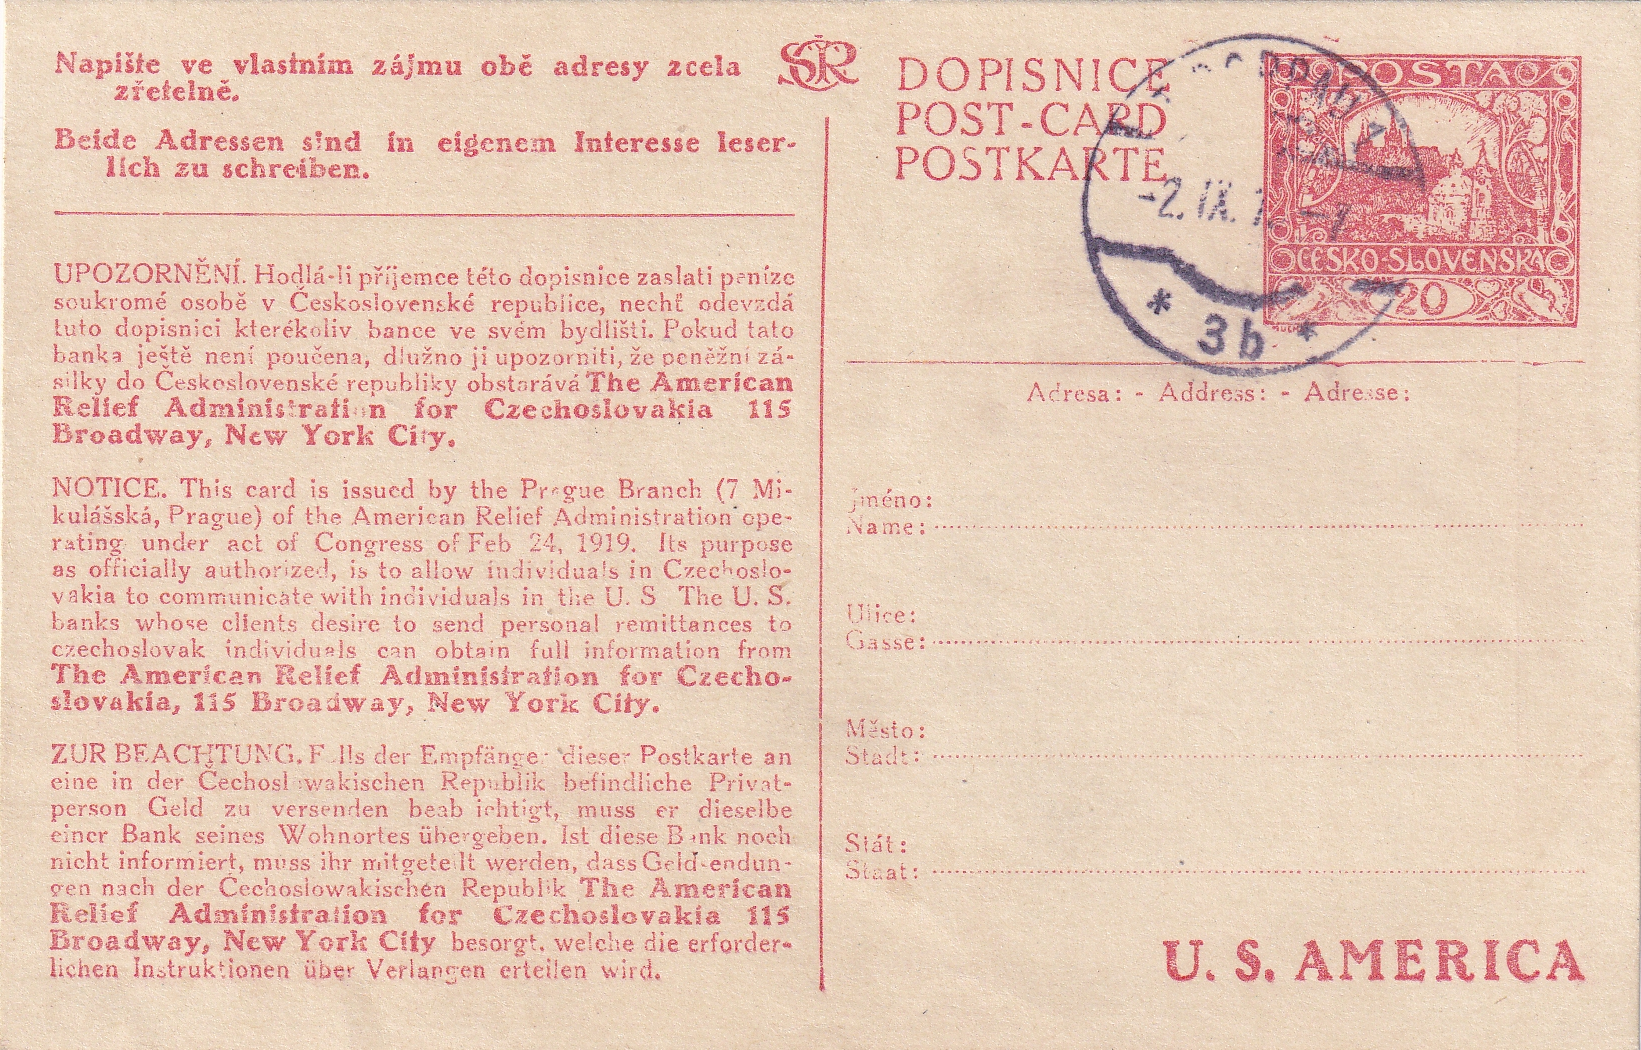 Napište ve vlastním zájmu obě adresy zcela
zřetelně.
Beide Adressen sind in eigenem Interesse leser-
lich zu schreiben.
UPOZORNĚNÍ. Hodlá-li příjemce této dopisnice zaslati peníze
soukromé osobě v Československé republice, nechť odevzdá
tuto dopisnici kterékoliv bance ve svém bydlišti. Pokud tato
banka ještě není poučena, dlužno ji upozorniti, že peněžní zá-
silky do Československé republiky obstarává The American
Relief Administration for Czechoslovakia 115
Broadway, New York City.
NOTICE. This card is issued by the Prague Branch (7 Mi-
kulášská, Prague) of the American Relief Administration ope-
rating under act of Congress of Feb 24, 1919. Its purpose
as officially authorized, is to allow individuals in Czechoslo-
vakia to communicate with individuals in the U. S. The U. S.
banks whose clients desire to send personal remittances to
czechoslovak individuals can obtain full information from
The American Relief Administration for Czecho-
slovakia, 115 Broadway, New York City.
ZUR BEACHTUNG. Falls der Empfänger dieser Postkarte an
eine in der Čechoslowakischen Republik befindliche Privat-
person Geld zu versenden beabsichtigt, muss er dieselbe
einer Bank seines Wohnortes übergeben. Ist diese Bank noch
nicht informiert, muss ihr mitgeteilt werden, dass Geldsendun-
gen nach der Čechoslowakischen Republik The American
Relief Administration for Czechoslovakia 115
Broadway, New York City besorgt, welche die erforder-
lichen Instruktionen über Verlangen erteilen wird.
DOPISNICE
POST-CARD
POSTKARTE
POSTA
ČESKO-SLOVENSKÁ
20
-2. IX. 1
* 3b *
Adresa: - Address: - Adresse:
Jméno:
Name:
Ulice:
Gasse:
Město:
Stadt:
Stát:
Staat:
U. S. AMERICA